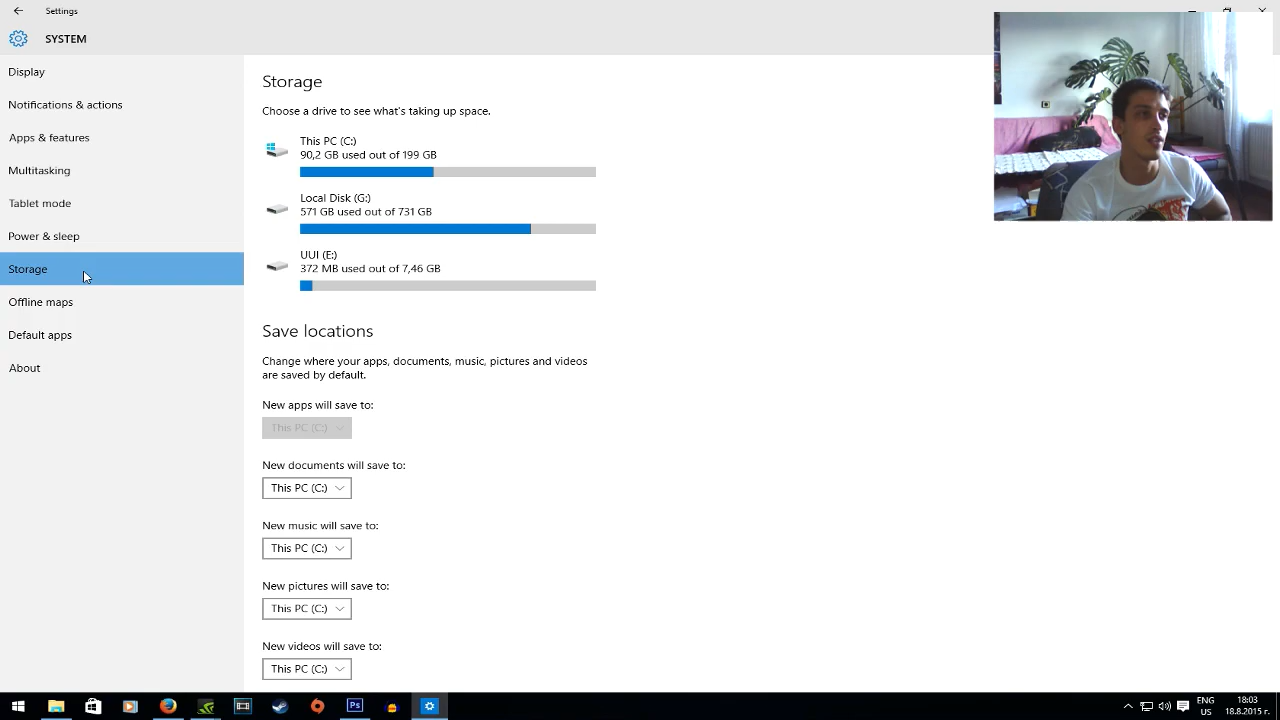 Settings
SYSTEM
Display
Notifications & actions
Apps & features
Multitasking
Tablet mode
Power & sleep
Storage
Offline maps
Default apps
About
Storage
Choose a drive to see what's taking up space.
This PC (C:)
90,2 GB used out of 199 GB
Local Disk (G:)
571 GB used out of 731 GB
UUI (E:)
372 MB used out of 7,46 GB
Save locations
Change where your apps, documents, music, pictures and videos
are saved by default.
New apps will save to:
This PC (C:)
New documents will save to:
This PC (C:)
New music will save to:
This PC (C:)
New pictures will save to:
This PC (C:)
New videos will save to:
This PC (C:)
Ps
ENG
US
18:03
18.8.2015 г.